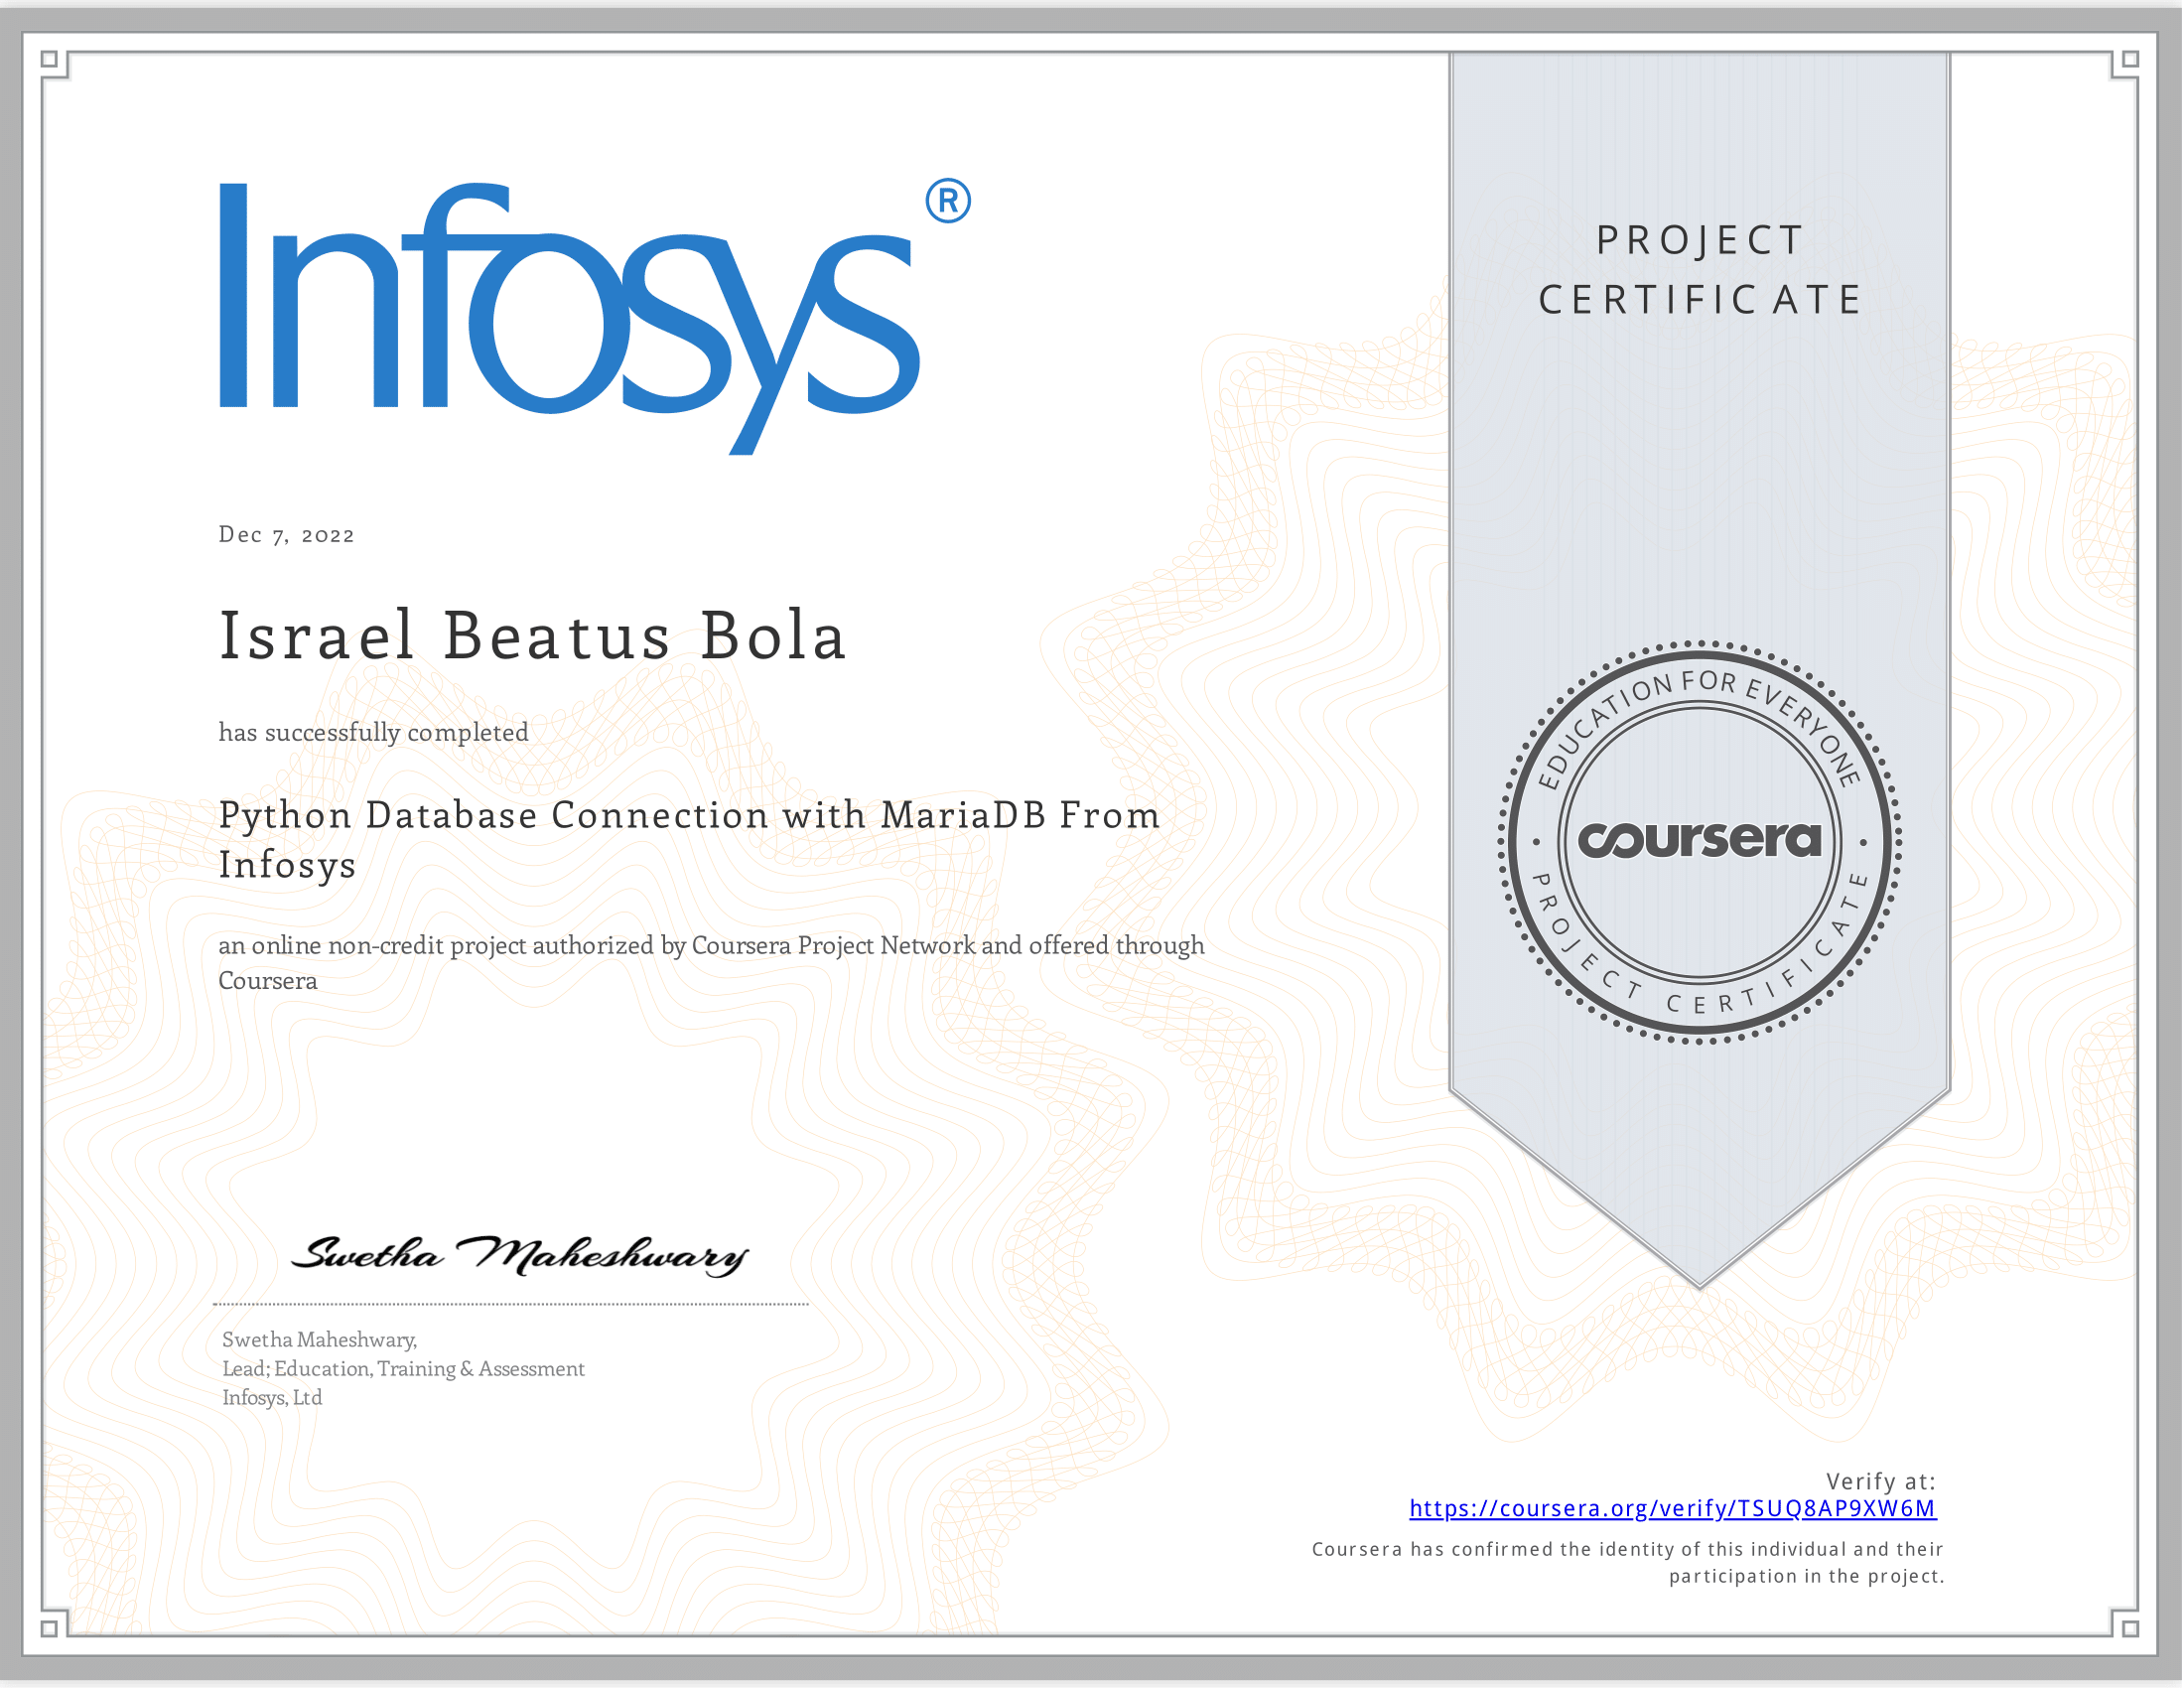 Infosys®
Dec 7, 2022
Israel Beatus Bola
has successfully completed
Python Database Connection with MariaDB From
Infosys
an online non-credit project authorized by Coursera Project Network and offered through
Coursera
Swetha Maheshwary
Swetha Maheshwary,
Lead; Education, Training & Assessment
Infosys, Ltd
PROJECT
CERTIFICATE
EDUCATION FOR EVERYONE
coursera
PROJECT CERTIFICATE
Verify at:
https://coursera.org/verify/TSUQ8AP9XW6M
Coursera has confirmed the identity of this individual and their
participation in the project.